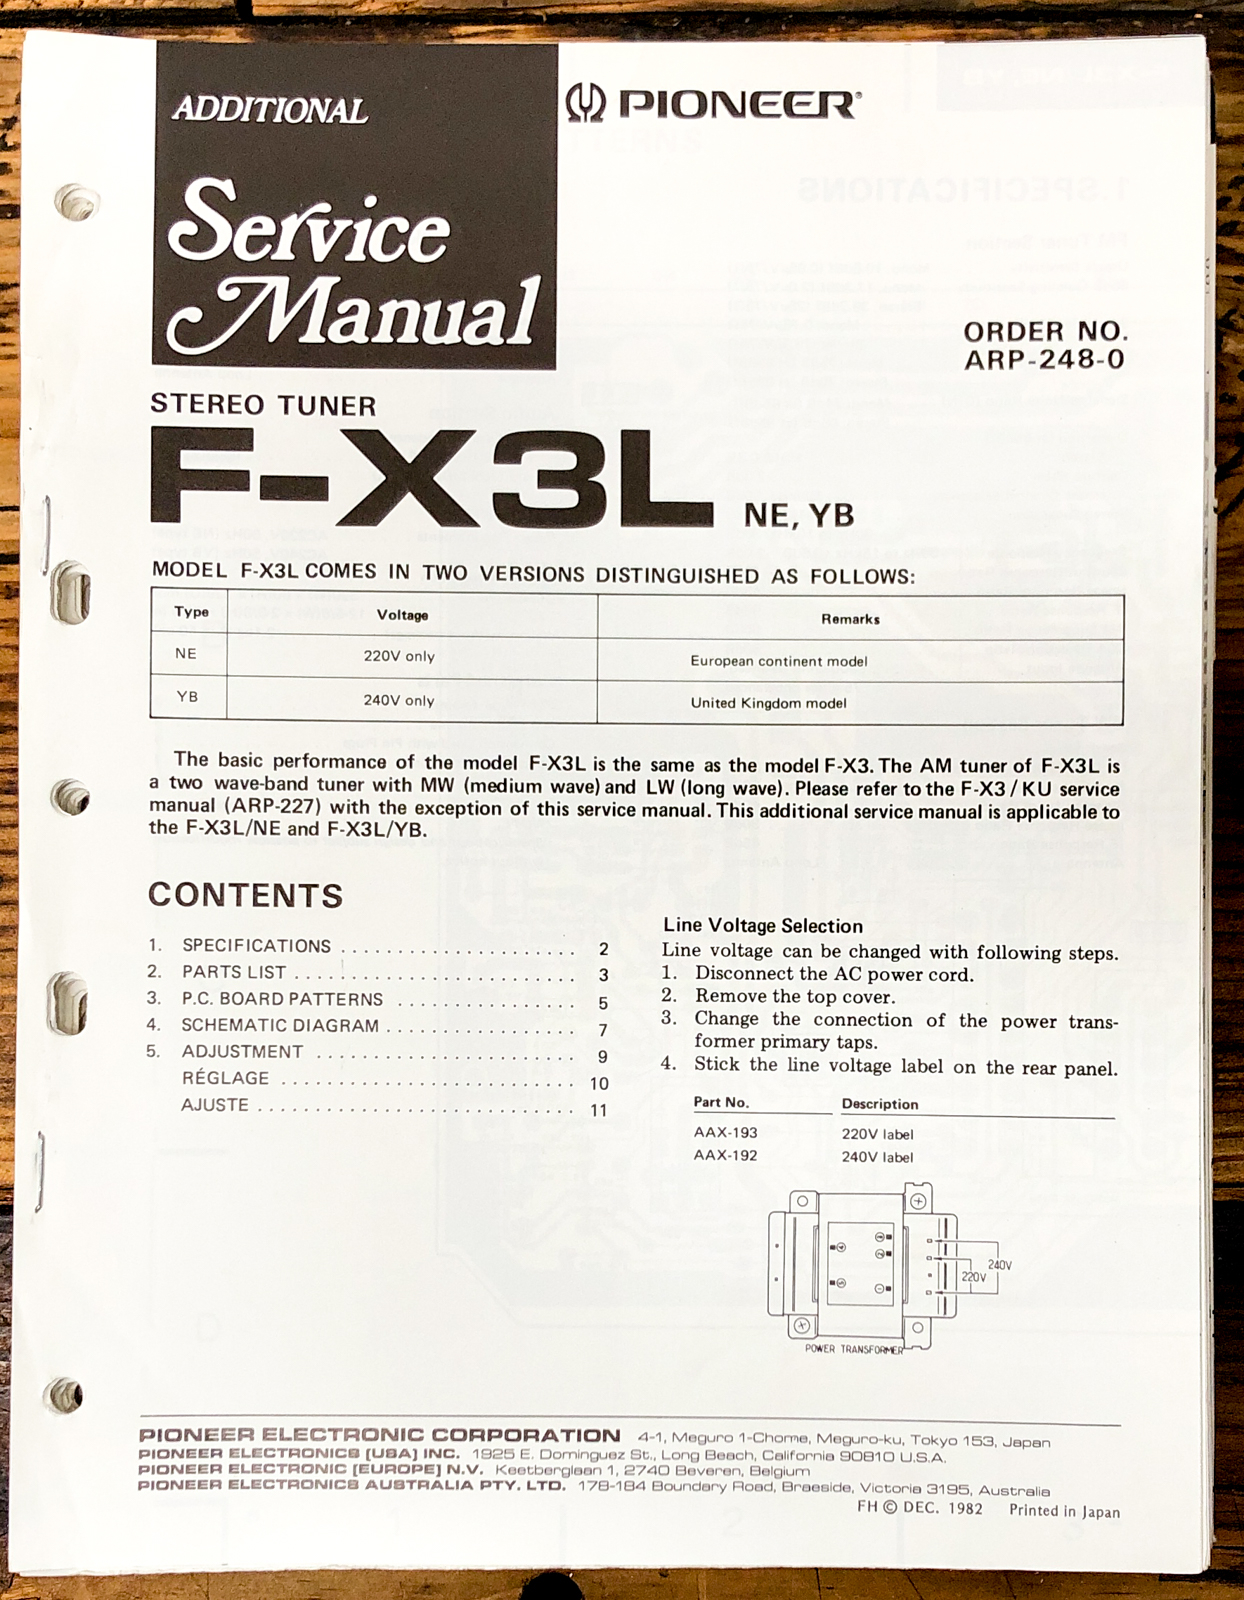 ADDITIONAL
Service
Manual
PIONEER®
ORDER NO.
ARP-248-0
STEREO TUNER
F-X3L NE, YB
MODEL F-X3L COMES IN TWO VERSIONS DISTINGUISHED AS FOLLOWS:
Type Voltage Remarks
NE 220V only European continent model
YB 240V only United Kingdom model
The basic performance of the model F-X3L is the same as the model F-X3. The AM tuner of F-X3L is
a two wave-band tuner with MW (medium wave) and LW (long wave). Please refer to the F-X3/KU service
manual (ARP-227) with the exception of this service manual. This additional service manual is applicable to
the F-X3L/NE and F-X3L/YB.
CONTENTS
1. SPECIFICATIONS . . . . . . . . . . . . . . . . . . . . . 2
2. PARTS LIST . . . . . . . . . . . . . . . . . . . . . . . . . 3
3. P.C. BOARD PATTERNS . . . . . . . . . . . . . . . . 5
4. SCHEMATIC DIAGRAM . . . . . . . . . . . . . . . . . 7
5. ADJUSTMENT . . . . . . . . . . . . . . . . . . . . . . . 9
RÉGLAGE . . . . . . . . . . . . . . . . . . . . . . . . . . 10
AJUSTE . . . . . . . . . . . . . . . . . . . . . . . . . . . . 11
Line Voltage Selection
Line voltage can be changed with following steps.
1. Disconnect the AC power cord.
2. Remove the top cover.
3. Change the connection of the power trans-
former primary taps.
4. Stick the line voltage label on the rear panel.
Part No. Description
AAX-193 220V label
AAX-192 240V label
240V
220V
POWER TRANSFORMER
PIONEER ELECTRONIC CORPORATION 4-1, Meguro 1-Chome, Meguro-ku, Tokyo 153, Japan
PIONEER ELECTRONICS [USA] INC. 1925 E. Dominguez St., Long Beach, California 90810 U.S.A.
PIONEER ELECTRONIC [EUROPE] N.V. Keetberglaan 1, 2740 Beveren, Belgium
PIONEER ELECTRONICS AUSTRALIA PTY. LTD. 178-184 Boundary Road, Braeside, Victoria 3195, Australia
FH © DEC. 1982 Printed in Japan